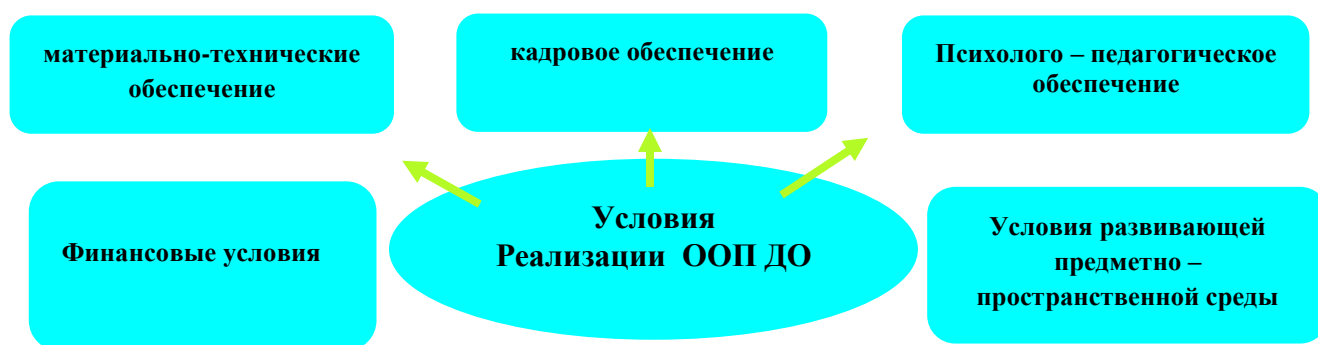 материально-технические
обеспечение
кадровое обеспечение
Психолого – педагогическое
обеспечение
Финансовые условия
Условия
Реализации ООП ДО
Условия развивающей
предметно –
пространственной среды